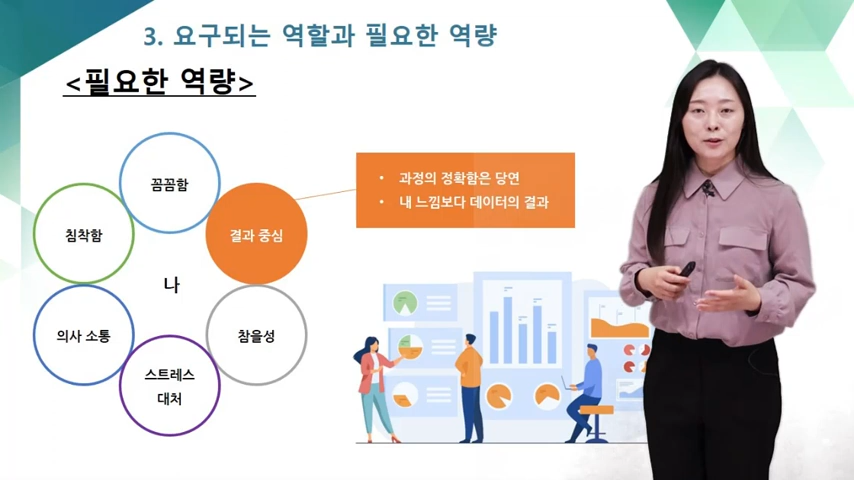 3. 요구되는 역할과 필요한 역량
<필요한 역량>
꼼꼼함
침착함
결과 중심
• 과정의 정확함은 당연
• 내 느낌보다 데이터의 결과
나
의사 소통
참을성
스트레스
대처